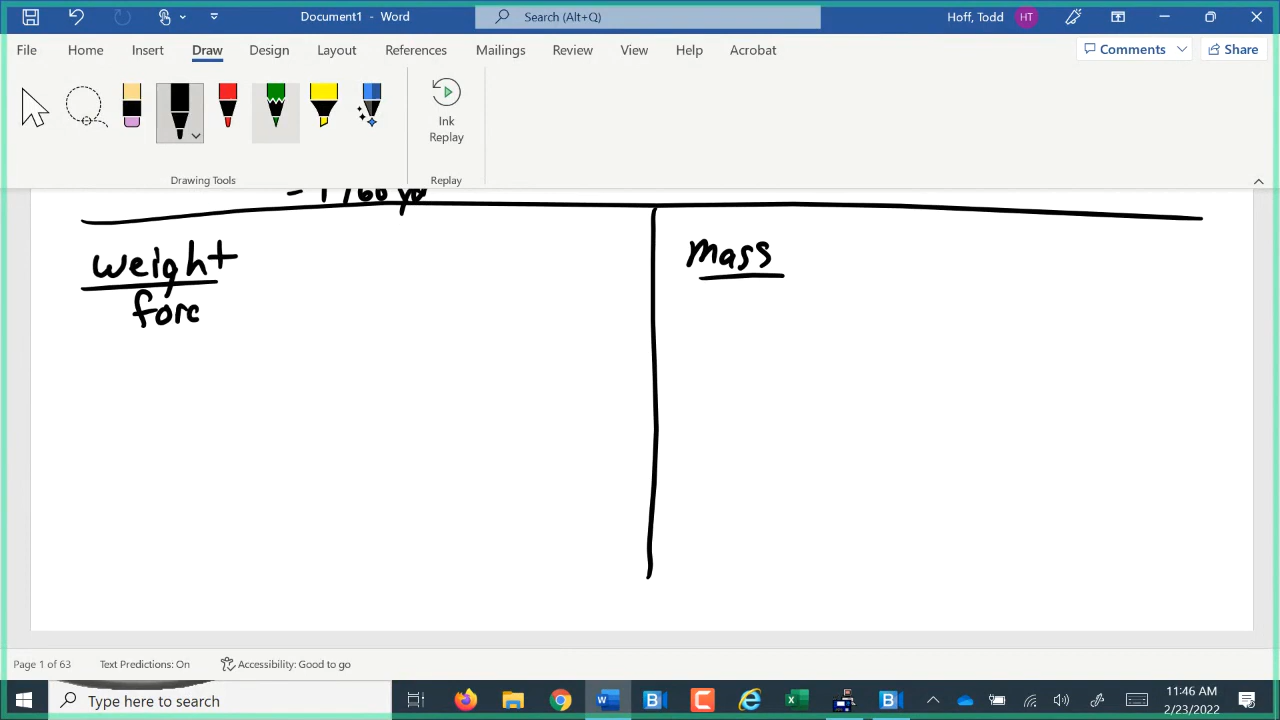 Document1 - Word
Search (Alt+Q)
Hoff, Todd
HT
File Home Insert Draw Design Layout References Mailings Review View Help Acrobat
Comments
Share
Ink
Replay
Drawing Tools
Replay
= 1760 yd
weight
mass
forc
Page 1 of 63
Text Predictions: On
Accessibility: Good to go
Type here to search
11:46 AM
2/23/2022